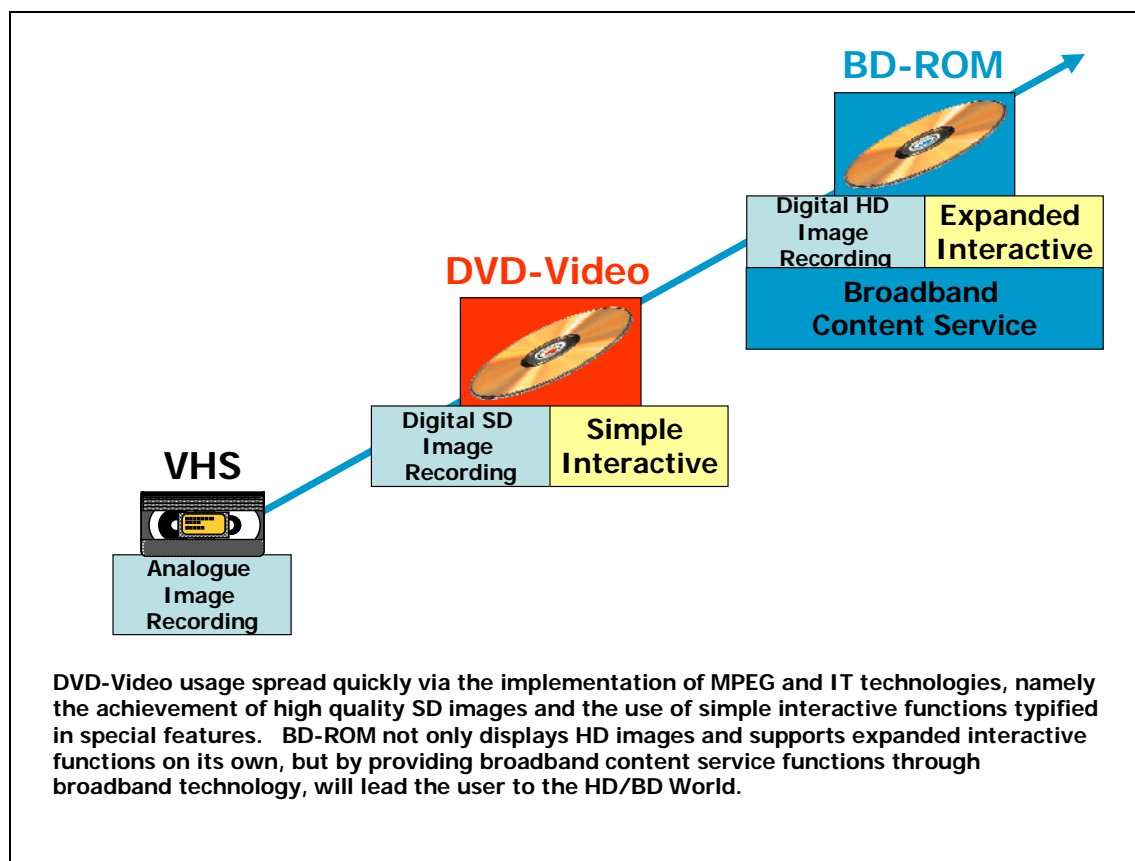 BD-ROM
Digital HD
Image
Recording
Expanded
Interactive
Broadband
Content Service
DVD-Video
Digital SD
Image
Recording
Simple
Interactive
VHS
Analogue
Image
Recording
DVD-Video usage spread quickly via the implementation of MPEG and IT technologies, namely
the achievement of high quality SD images and the use of simple interactive functions typified
in special features.   BD-ROM not only displays HD images and supports expanded interactive
functions on its own, but by providing broadband content service functions through
broadband technology, will lead the user to the HD/BD World.